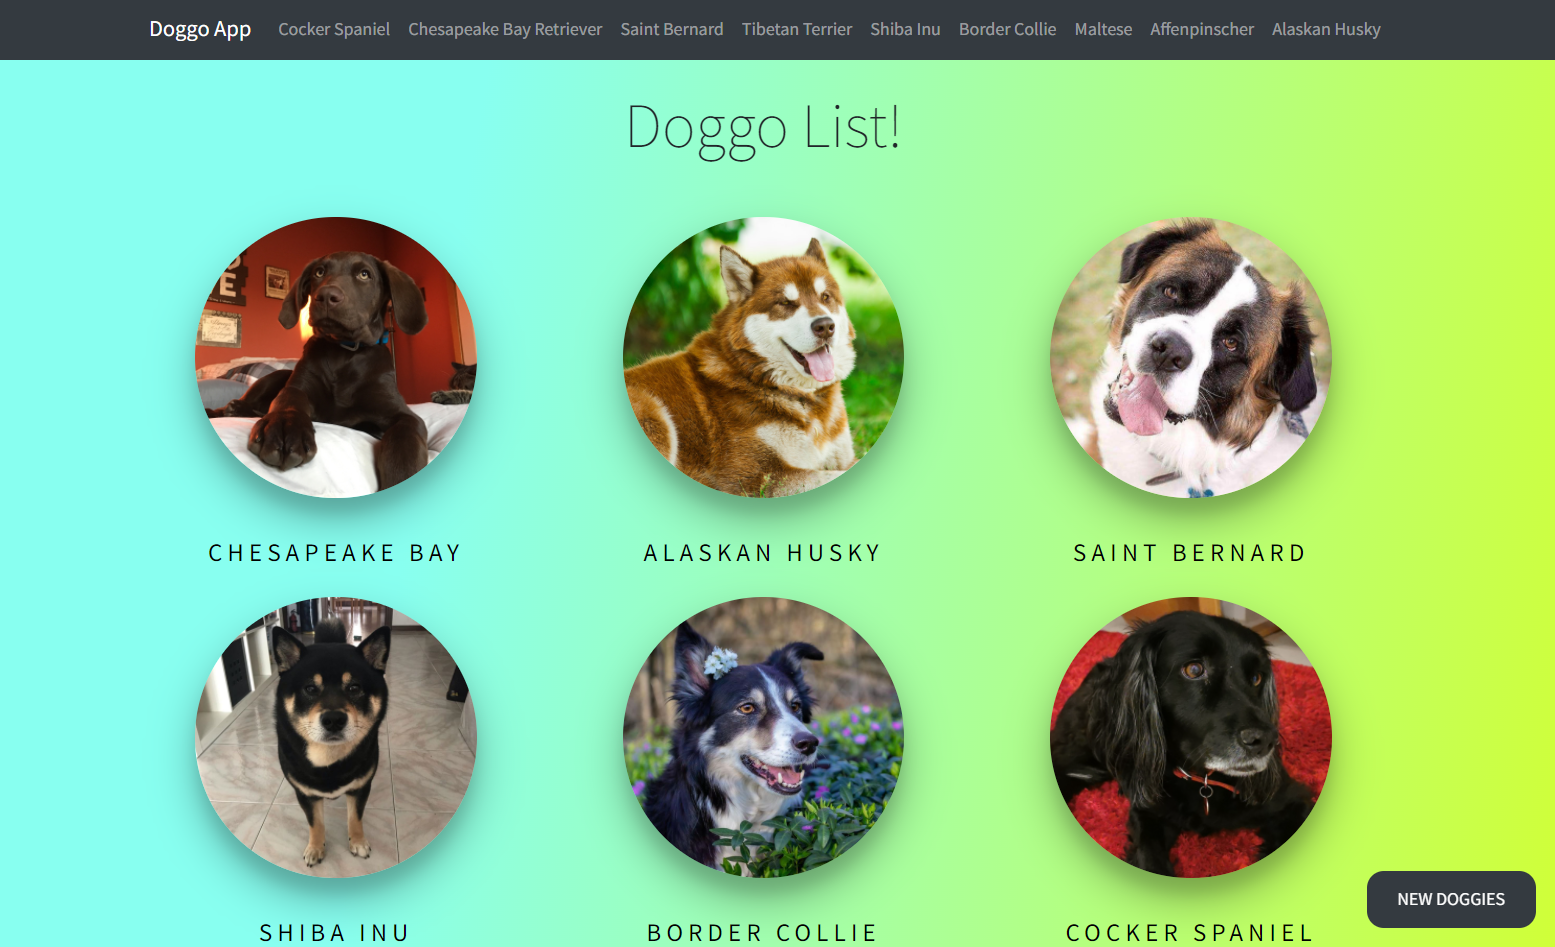 Doggo App Cocker Spaniel Chesapeake Bay Retriever Saint Bernard Tibetan Terrier Shiba Inu Border Collie Maltese Affenpinscher Alaskan Husky
Doggo List!
CHESAPEAKE BAY
ALASKAN HUSKY
SAINT BERNARD
SHIBA INU
BORDER COLLIE
COCKER SPANIEL
NEW DOGGIES